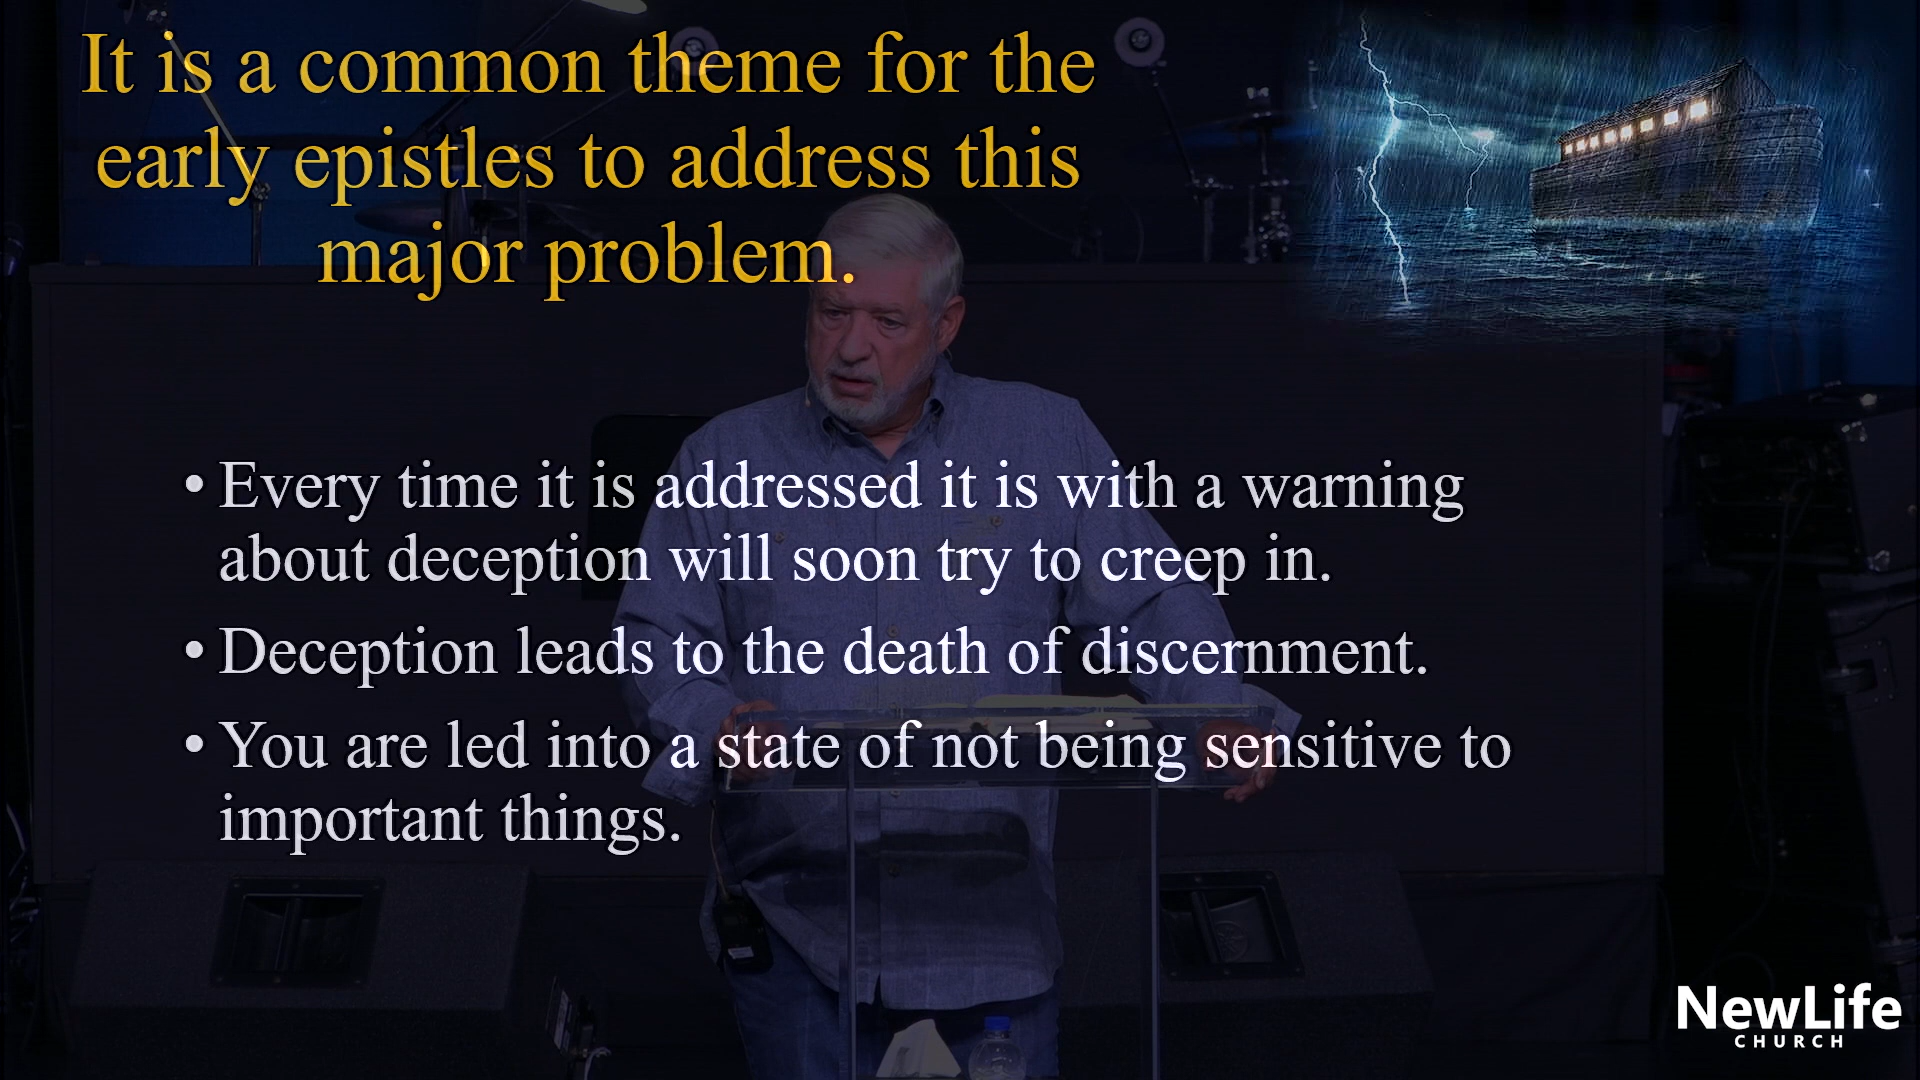 It is a common theme for the
early epistles to address this
major problem.
• Every time it is addressed it is with a warning
about deception will soon try to creep in.
• Deception leads to the death of discernment.
• You are led into a state of not being sensitive to
important things.
NewLife
CHURCH